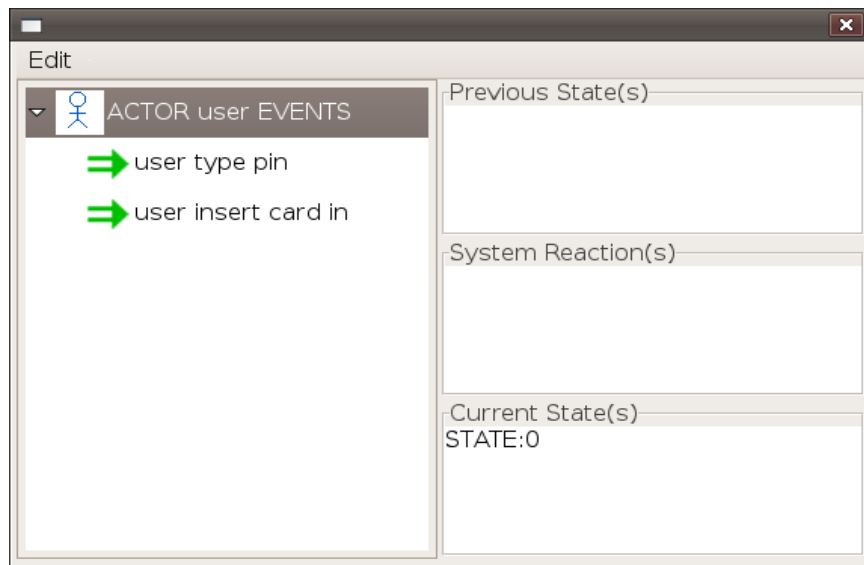 Edit
ACTOR user EVENTS
user type pin
user insert card in
Previous State(s)
System Reaction(s)
Current State(s)
STATE:0